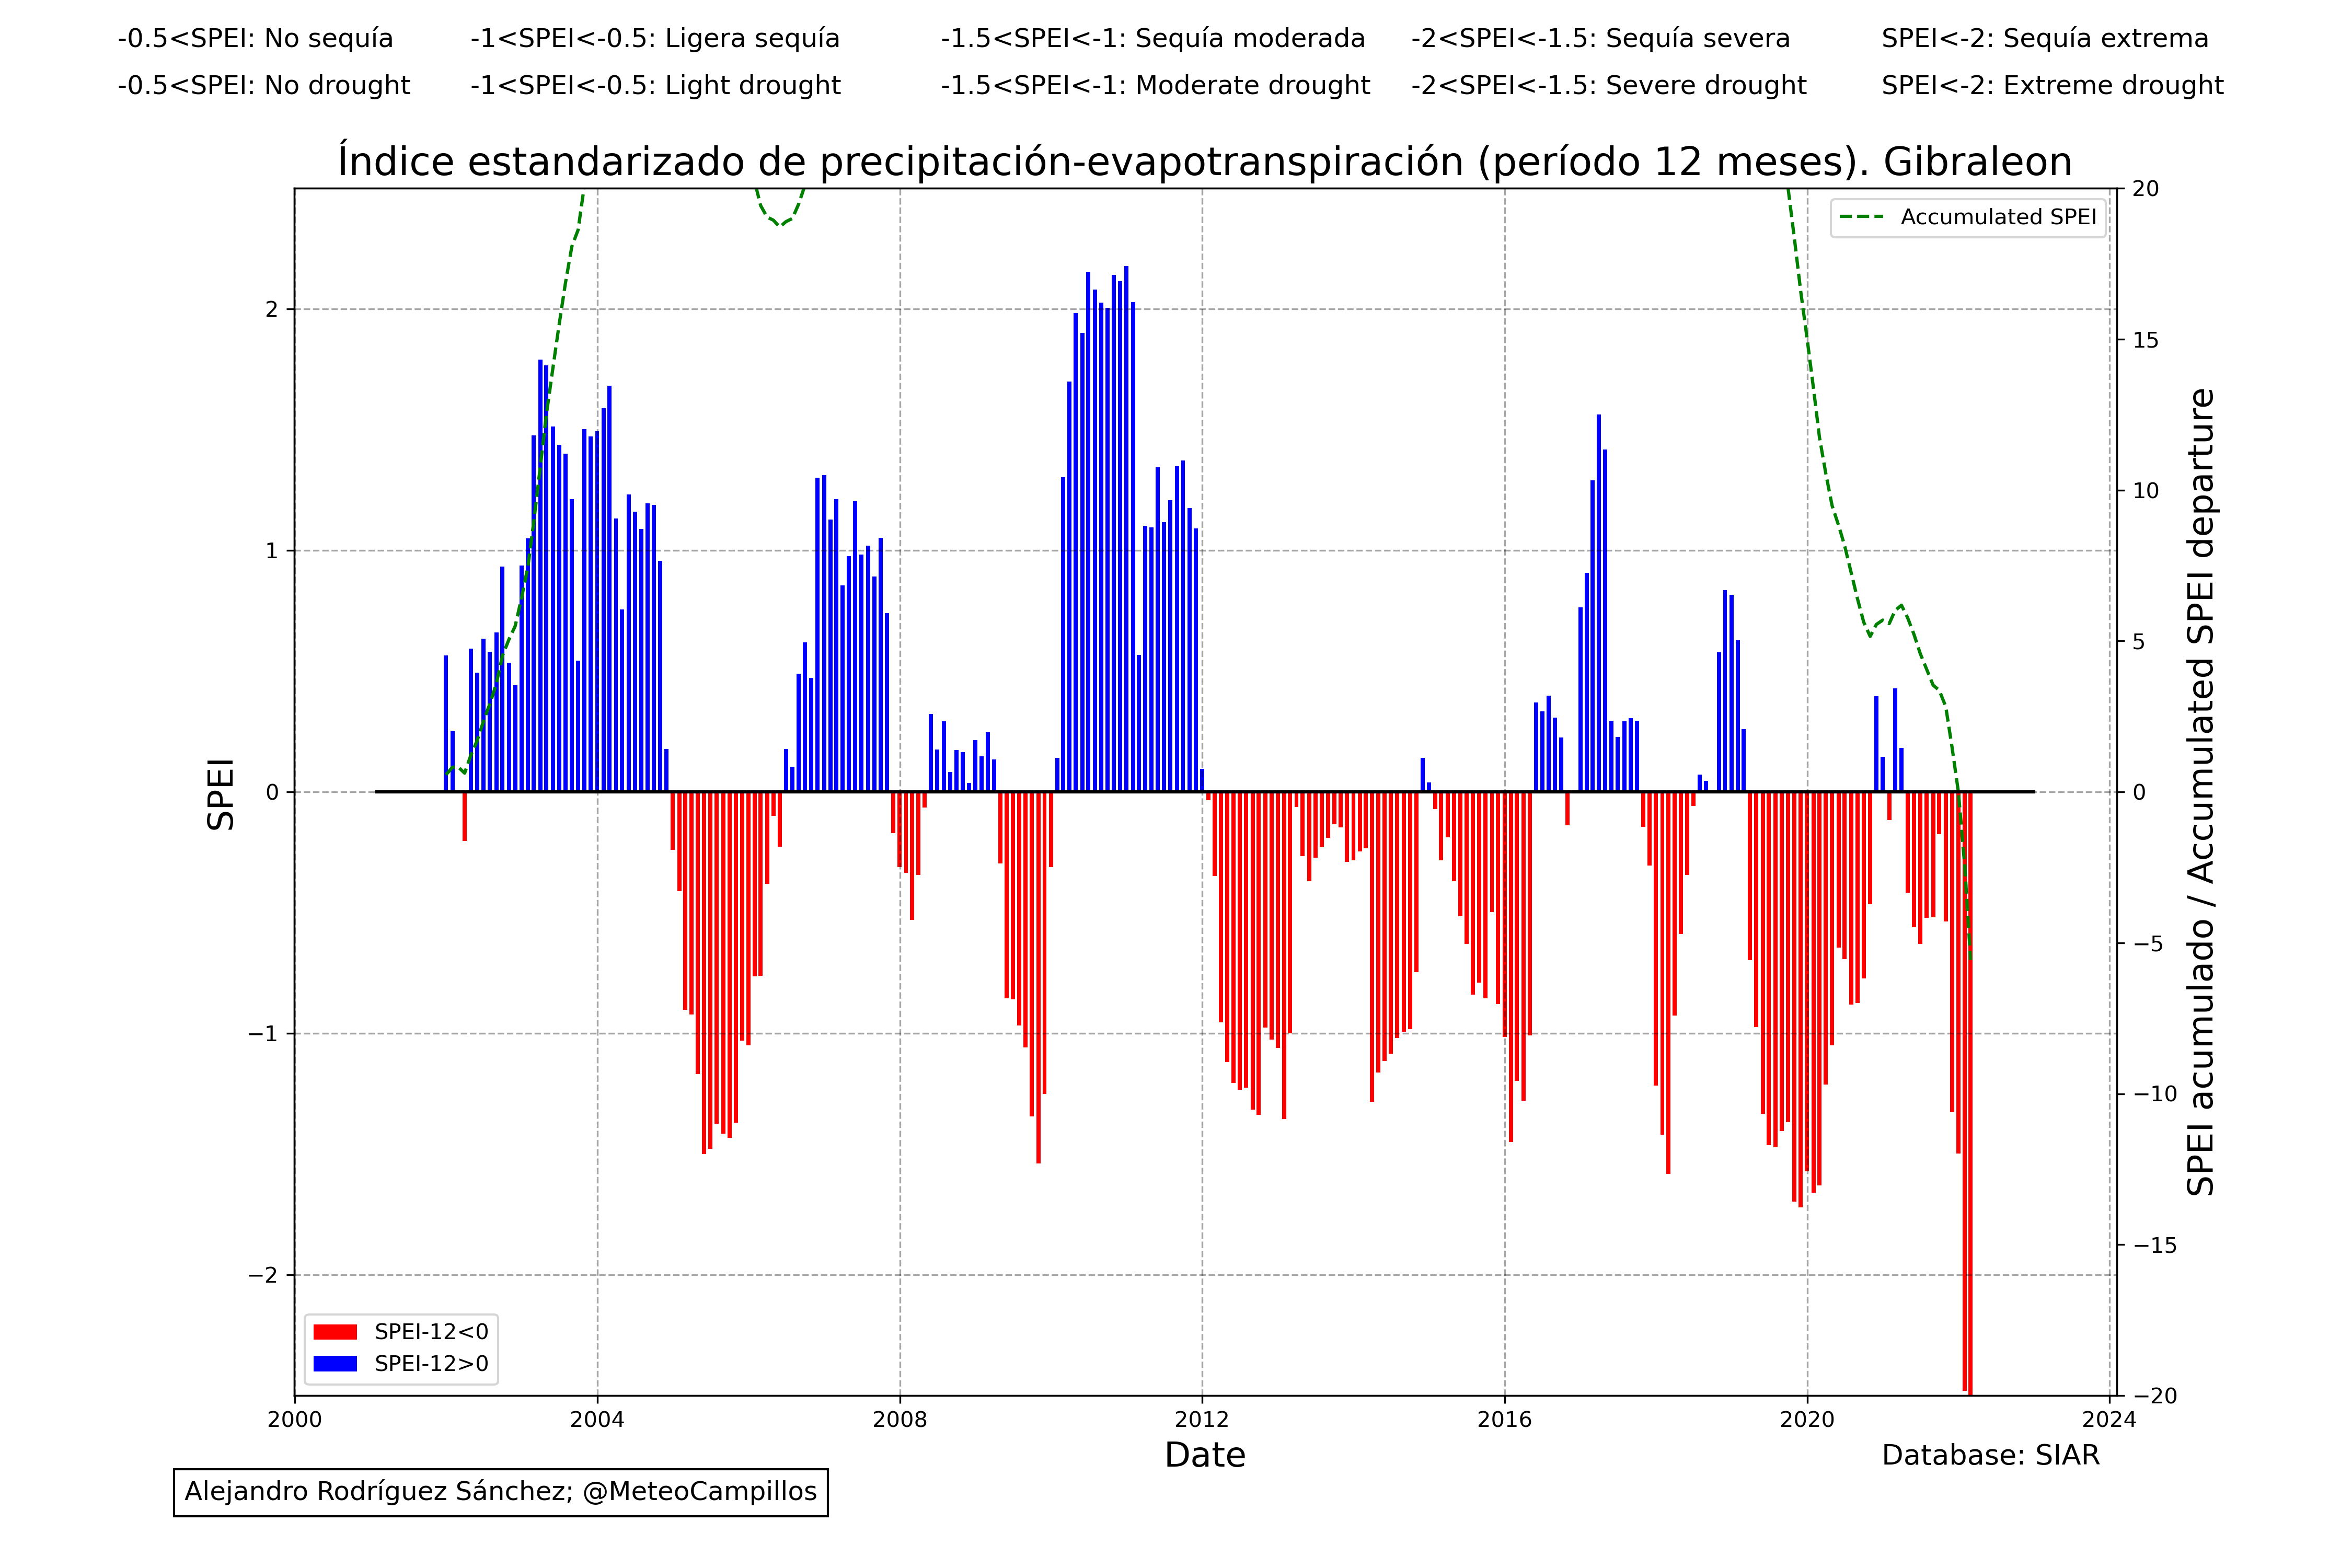 -0.5<SPEI: No sequía -1<SPEI<-0.5: Ligera sequía -1.5<SPEI<-1: Sequía moderada -2<SPEI<-1.5: Sequía severa SPEI<-2: Sequía extrema
-0.5<SPEI: No drought -1<SPEI<-0.5: Light drought -1.5<SPEI<-1: Moderate drought -2<SPEI<-1.5: Severe drought SPEI<-2: Extreme drought
Índice estandarizado de precipitación-evapotranspiración (período 12 meses). Gibraleon
Accumulated SPEI
SPEI
2
1
0
−1
−2
20
15
10
5
0
−5
−10
−15
−20
SPEI acumulado / Accumulated SPEI departure
SPEI-12<0
SPEI-12>0
2000 2004 2008 2012 2016 2020 2024
Date
Database: SIAR
Alejandro Rodríguez Sánchez; @MeteoCampillos